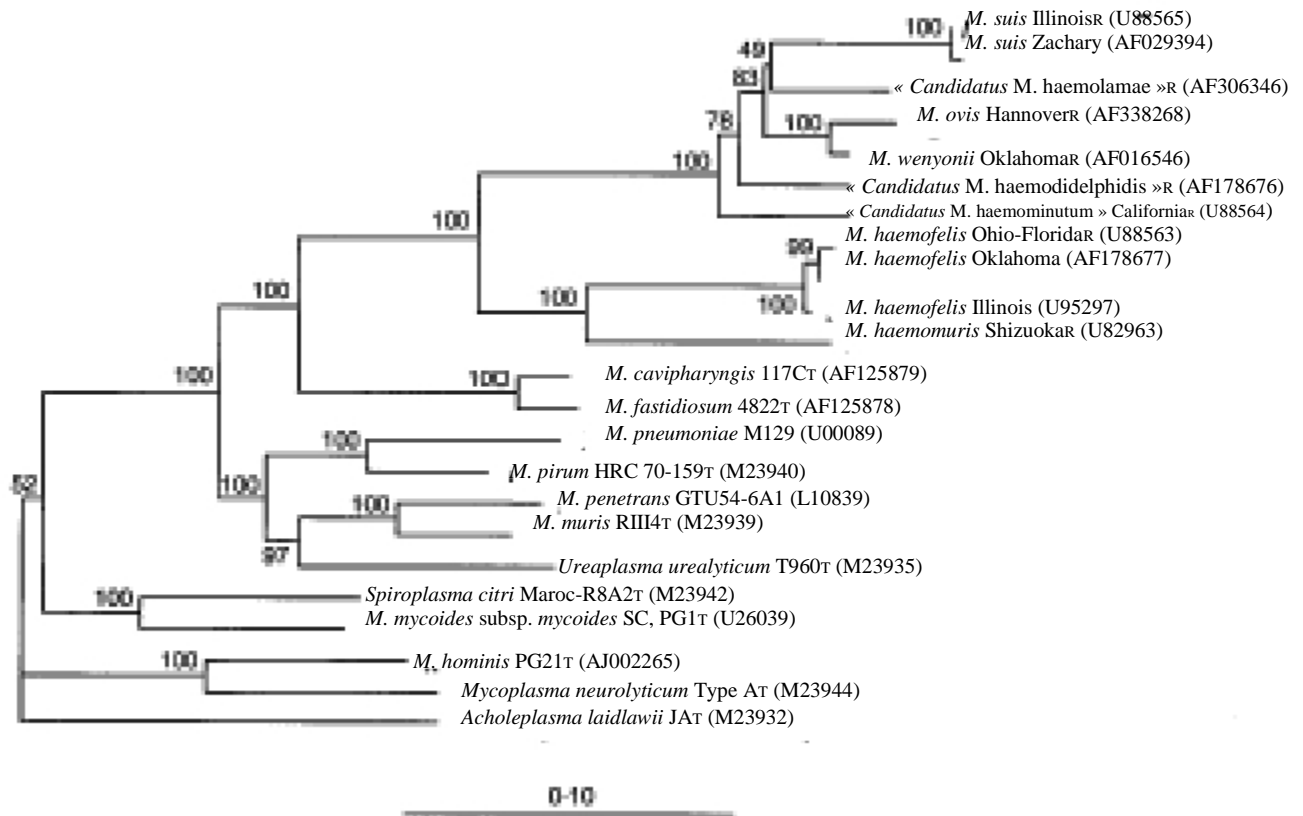 100
M. suis IllinoisR (U88565)
M. suis Zachary (AF029394)
49
83
« Candidatus M. haemolamae »R (AF306346)
M. ovis HannoverR (AF338268)
78
100
M. wenyonii OklahomaR (AF016546)
100
« Candidatus M. haemodidelphidis »R (AF178676)
« Candidatus M. haemominutum » CaliforniaR (U88564)
100
M. haemofelis Ohio-FloridaR (U88563)
99
M. haemofelis Oklahoma (AF178677)
100
100
100
M. haemofelis Illinois (U95297)
M. haemomuris ShizuokaR (U82963)
100
100
M. cavipharyngis 117CT (AF125879)
M. fastidiosum 4822T (AF125878)
100
M. pneumoniae M129 (U00089)
M. pirum HRC 70-159T (M23940)
52
100
100
M. penetrans GTU54-6A1 (L10839)
M. muris RIII4T (M23939)
97
Ureaplasma urealyticum T960T (M23935)
100
Spiroplasma citri Maroc-R8A2T (M23942)
M. mycoides subsp. mycoides SC, PG1T (U26039)
100
M. hominis PG21T (AJ002265)
Mycoplasma neurolyticum Type AT (M23944)
Acholeplasma laidlawii JAT (M23932)
0·10